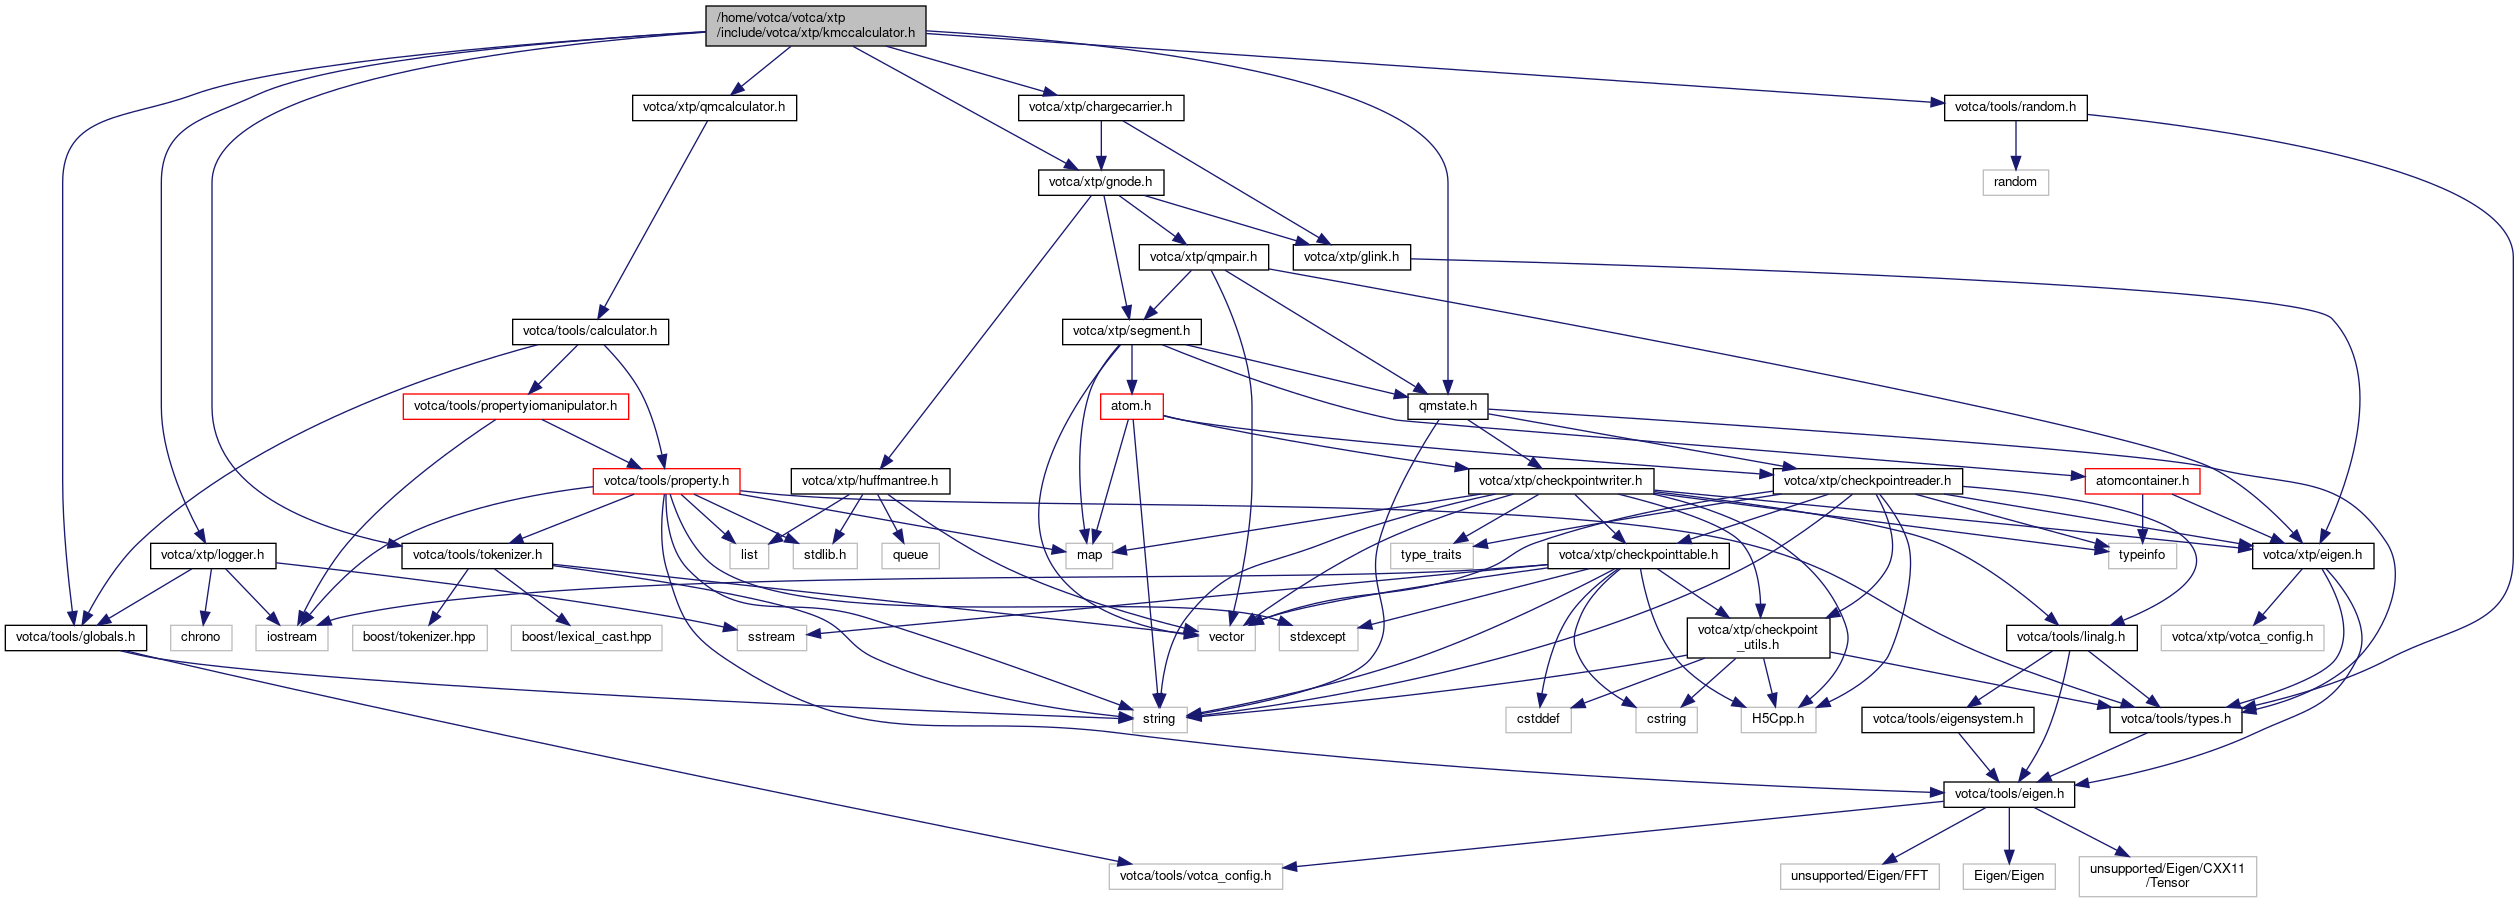 /home/votca/votca/xtp
/include/votca/xtp/kmccalculator.h
votca/xtp/qmcalculator.h
votca/xtp/chargecarrier.h
votca/tools/random.h
votca/xtp/gnode.h
random
votca/xtp/qmpair.h
votca/xtp/glink.h
votca/tools/calculator.h
votca/xtp/segment.h
votca/tools/propertyiomanipulator.h
atom.h
qmstate.h
votca/tools/property.h
votca/xtp/huffmantree.h
votca/xtp/checkpointwriter.h
votca/xtp/checkpointreader.h
atomcontainer.h
votca/xtp/logger.h
votca/tools/tokenizer.h
list
stdlib.h
queue
map
type_traits
votca/xtp/checkpointtable.h
typeinfo
votca/xtp/eigen.h
votca/tools/globals.h
chrono
iostream
boost/tokenizer.hpp
boost/lexical_cast.hpp
sstream
vector
stdexcept
votca/xtp/checkpoint
_utils.h
votca/tools/linalg.h
votca/xtp/votca_config.h
string
cstddef
cstring
H5Cpp.h
votca/tools/eigensystem.h
votca/tools/types.h
votca/tools/eigen.h
votca/tools/votca_config.h
unsupported/Eigen/FFT
Eigen/Eigen
unsupported/Eigen/CXX11
/Tensor